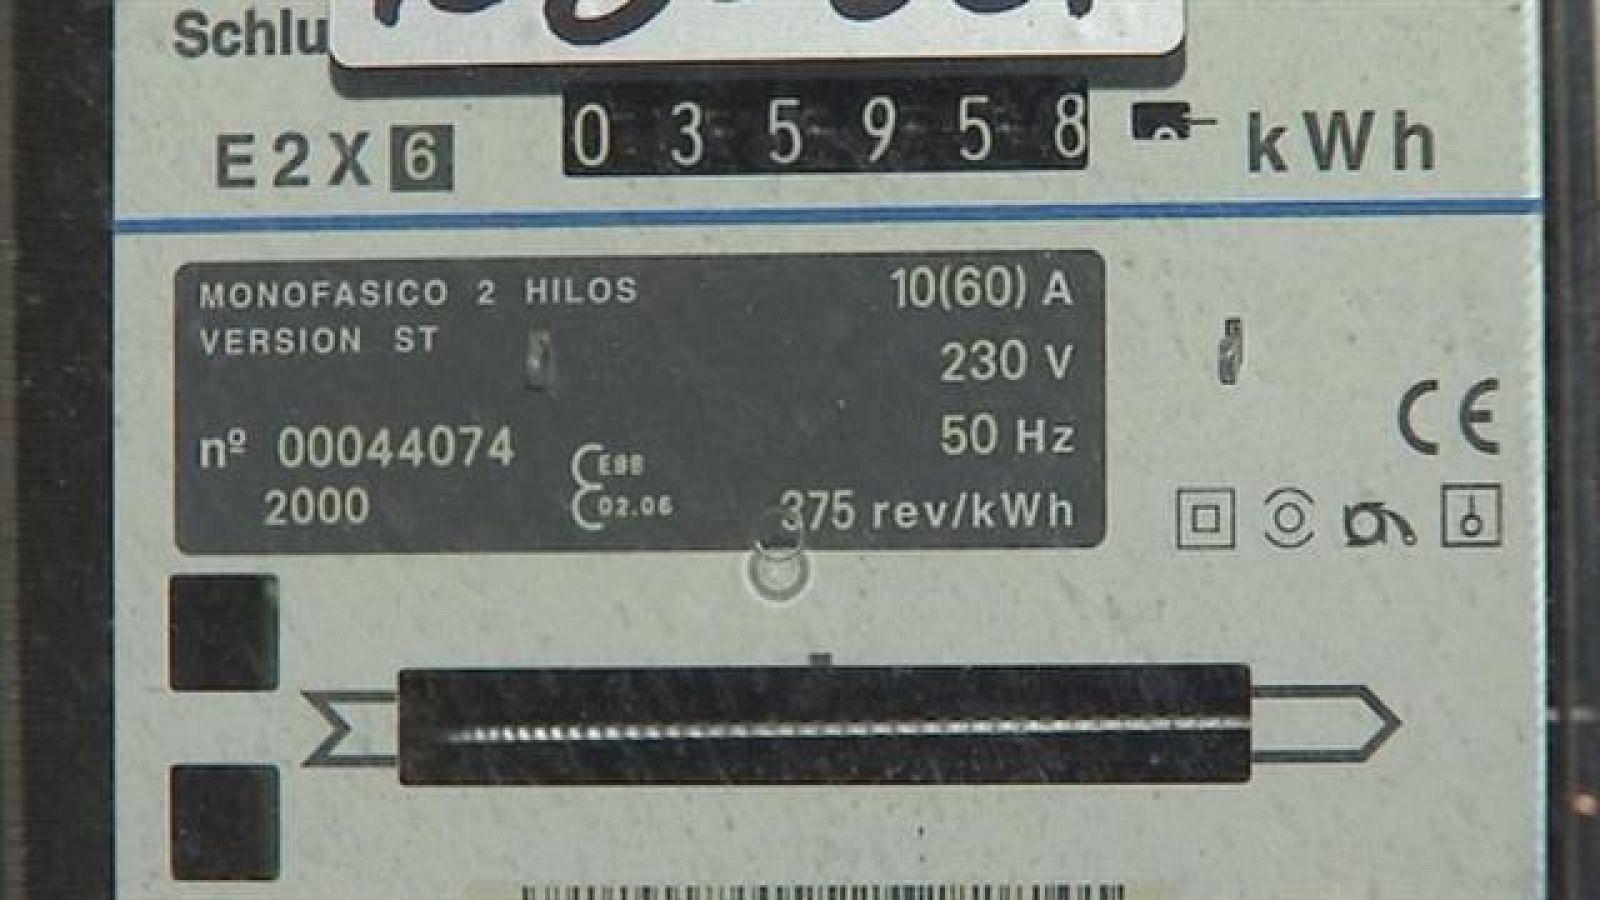 Schlu
035958 kWh
E2X6
MONOFASICO 2 HILOS
VERSION ST
10(60) A
230 V
50 Hz
nº 00044074
2000
02.06
375 rev/kWh
CE